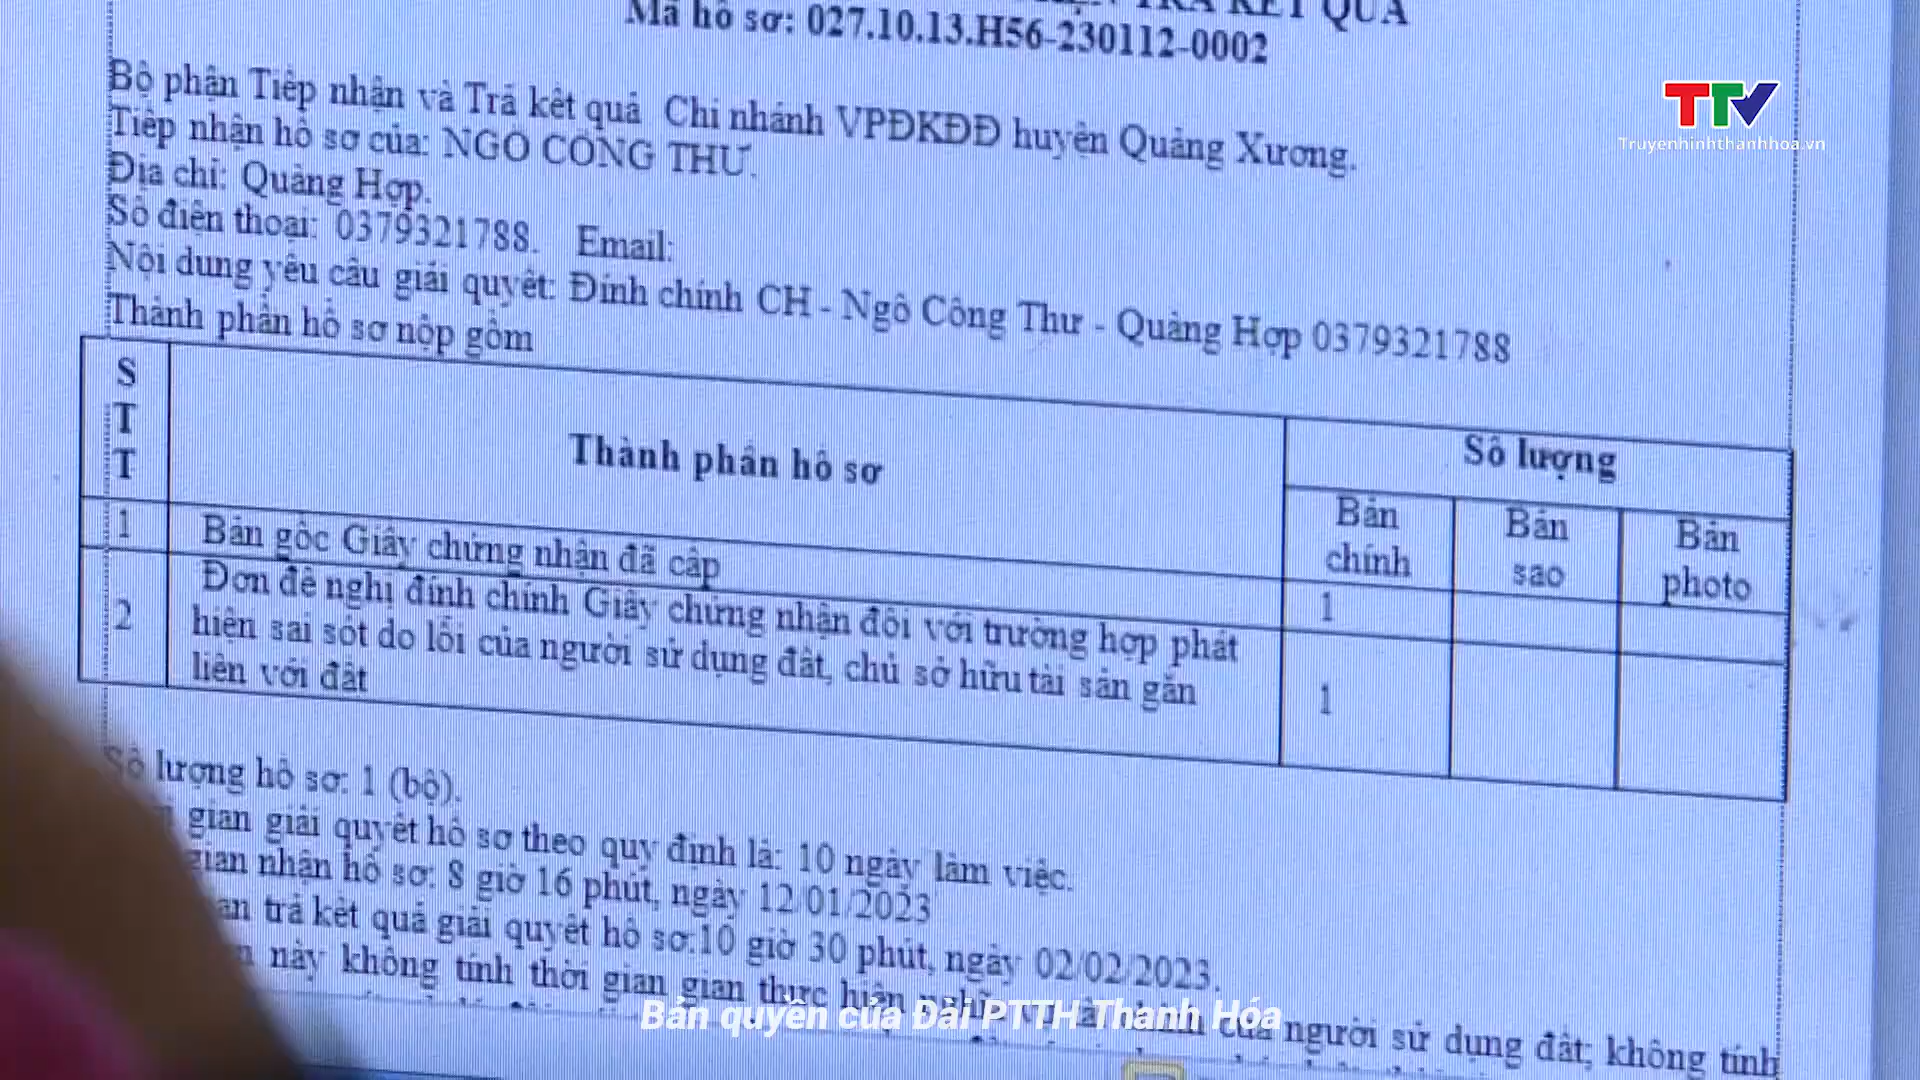 TRẢ KẾT QUẢ
Mã hồ sơ: 027.10.13.H56-230112-0002
TTV
Truyenhinhthanhhoa.vn
Bộ phận Tiếp nhận và Trả kết quả Chi nhánh VPĐKĐĐ huyện Quảng Xương.
Tiếp nhận hồ sơ của: NGÔ CÔNG THƯ.
Địa chỉ: Quảng Hợp.
Số điện thoại: 0379321788. Email:
Nội dung yêu cầu giải quyết: Đính chính CH - Ngô Công Thư - Quảng Hợp 0379321788
Thành phần hồ sơ nộp gồm
STT
Thành phần hồ sơ
Số lượng
Bản chính
Bản sao
Bản photo
1 Bản gốc Giấy chứng nhận đã cấp 1
2 Đơn đề nghị đính chính Giấy chứng nhận đối với trường hợp phát
hiện sai sót do lỗi của người sử dụng đất, chủ sở hữu tài sản gắn
liền với đất
1
Số lượng hồ sơ: 1 (bộ).
gian giải quyết hồ sơ theo quy định là: 10 ngày làm việc.
gian nhận hồ sơ: 8 giờ 16 phút, ngày 12/01/2023
an trả kết quả giải quyết hồ sơ:10 giờ 30 phút, ngày 02/02/2023.
này không tính thời gian gian thực hiện nghĩa vụ tài chính của người sử dụng đất; không tính
Bản quyền của Đài PTTH Thanh Hóa